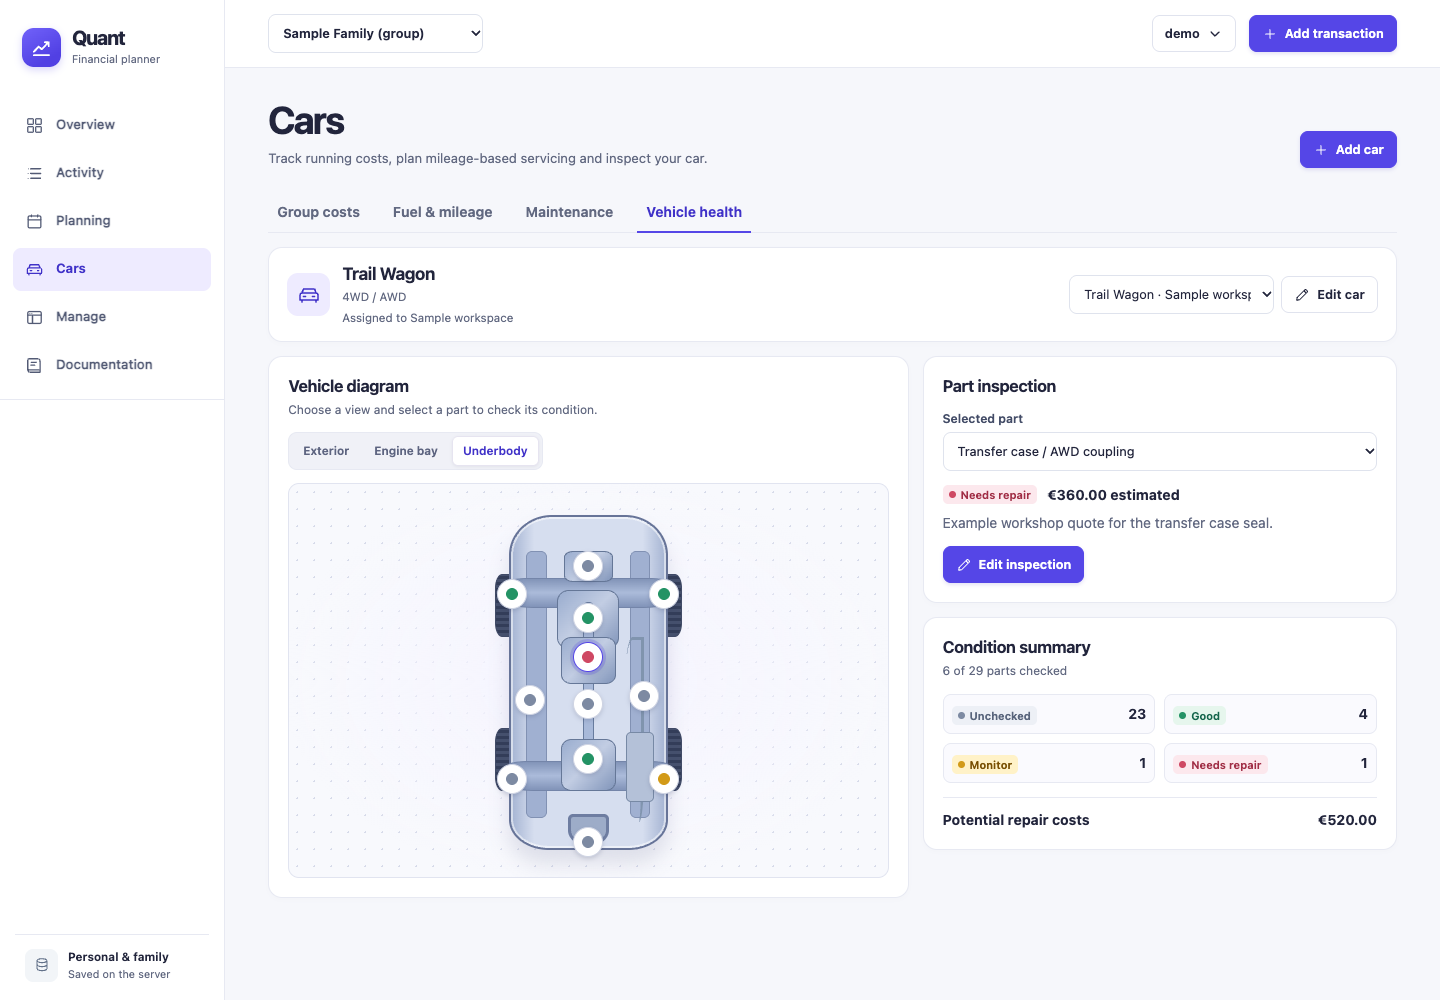 Quant
Financial planner
Overview
Activity
Planning
Cars
Manage
Documentation
Personal & family
Saved on the server
Sample Family (group)
demo
Add transaction
Cars
Track running costs, plan mileage-based servicing and inspect your car.
Add car
Group costs
Fuel & mileage
Maintenance
Vehicle health
Trail Wagon
4WD / AWD
Assigned to Sample workspace
Trail Wagon · Sample worksp
Edit car
Vehicle diagram
Choose a view and select a part to check its condition.
Exterior
Engine bay
Underbody
Part inspection
Selected part
Transfer case / AWD coupling
Needs repair €360.00 estimated
Example workshop quote for the transfer case seal.
Edit inspection
Condition summary
6 of 29 parts checked
Unchecked 23
Good 4
Monitor 1
Needs repair 1
Potential repair costs €520.00